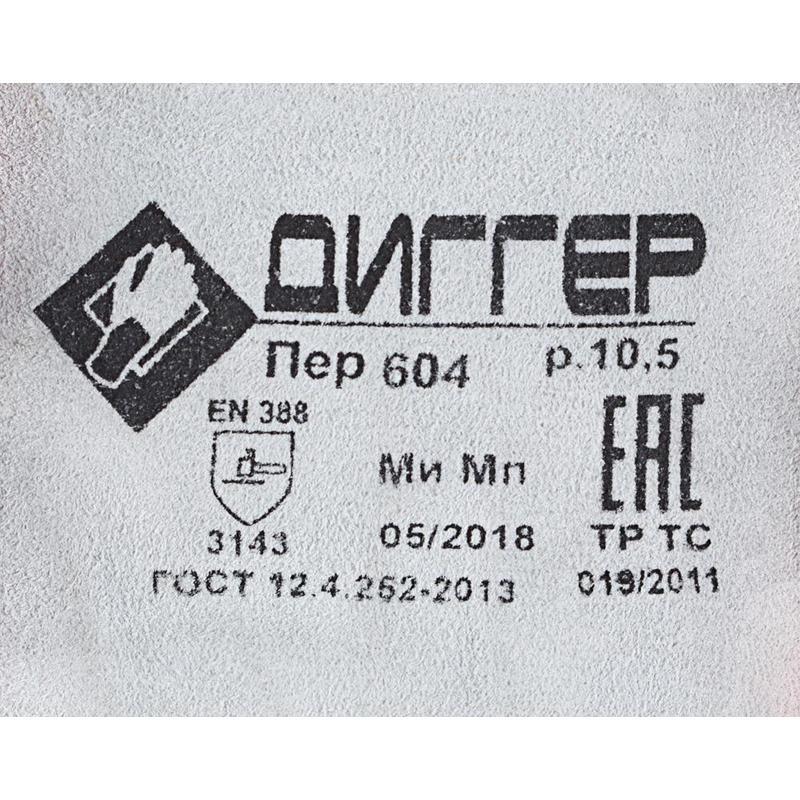 ДИГГЕР
Пер 604 р.10,5
EN 388
Ми Мп
EAC
3143
05/2018
ТР ТС
ГОСТ 12.4.252-2013
019/2011